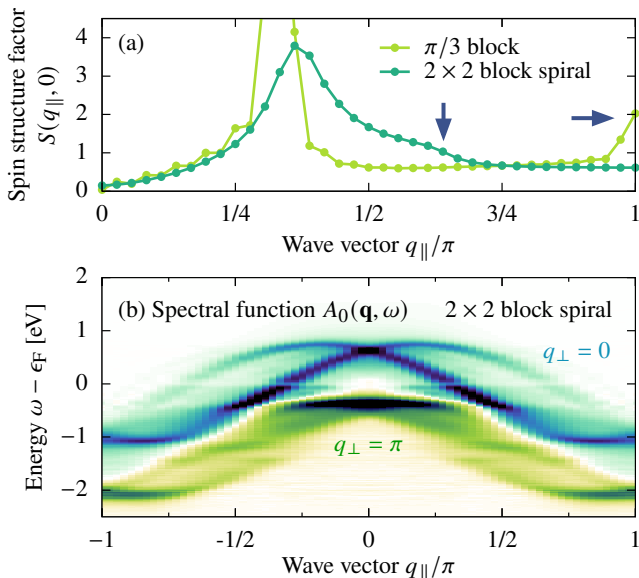 (a)
π/3 block
2 × 2 block spiral
Spin structure factor
S(q∥, 0)
4
3
2
1
0
0
1/4
1/2
3/4
1
Wave vector q∥/π
(b) Spectral function A₀(q, ω)
2 × 2 block spiral
q⊥ = 0
q⊥ = π
Energy ω − ϵF [eV]
2
1
0
-1
-2
−1
-1/2
0
1/2
1
Wave vector q∥/π